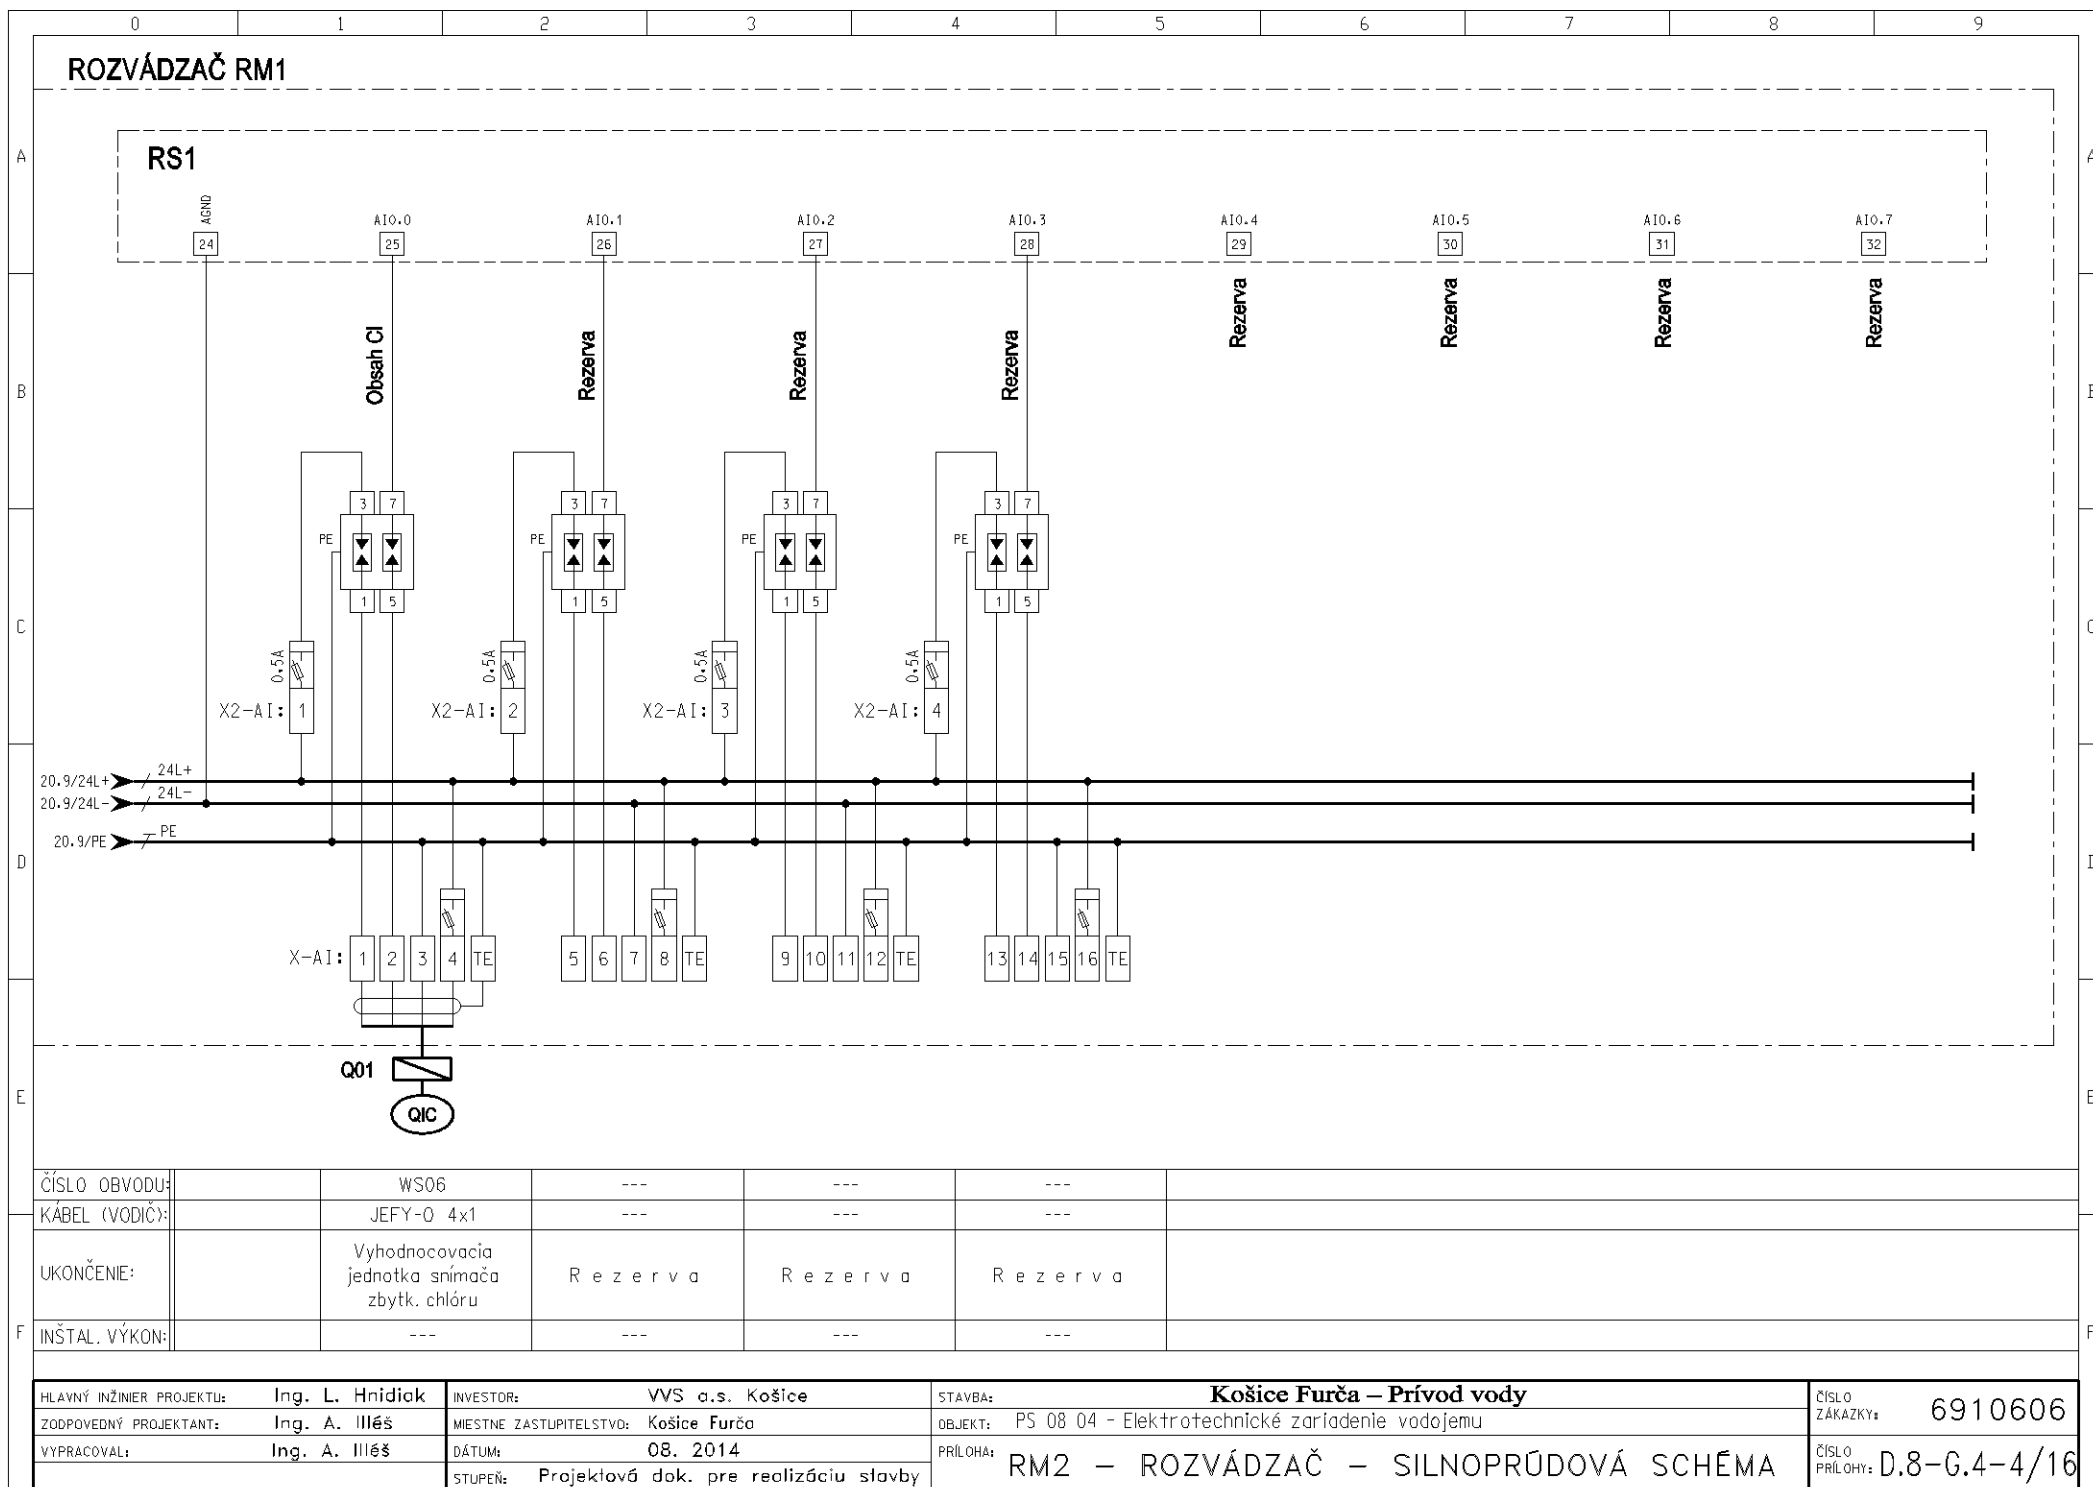 0 1 2 3 4 5 6 7 8 9
ROZVÁDZAČ RM1
A A
RS1
AGND AI0.0 AI0.1 AI0.2 AI0.3 AI0.4 AI0.5 AI0.6 AI0.7
24 25 26 27 28 29 30 31 32
Obsah Cl Rezerva Rezerva Rezerva Rezerva Rezerva Rezerva Rezerva
B B
3 7 3 7 3 7 3 7
PE PE PE PE
1 5 1 5 1 5 1 5
C C
0.5A 0.5A 0.5A 0.5A
X2-AI: 1 X2-AI: 2 X2-AI: 3 X2-AI: 4
20.9/24L+ 24L+
20.9/24L- 24L-
20.9/PE PE
D D
X-AI: 1 2 3 4 TE 5 6 7 8 TE 9 10 11 12 TE 13 14 15 16 TE
Q01
E E
QIC
ČÍSLO OBVODU: WS06 --- --- ---
KÁBEL (VODIČ): JEFY-O 4x1 --- --- ---
UKONČENIE: Vyhodnocovacia
jednotka snímača
zbytk. chlóru
Rezerva Rezerva Rezerva
F INŠTAL. VÝKON: --- --- --- --- F
HLAVNÝ INŽINIER PROJEKTU: Ing. L. Hnidiak
ZODPOVEDNÝ PROJEKTANT: Ing. A. Illéš
VYPRACOVAL: Ing. A. Illéš
INVESTOR: VVS a.s. Košice
MIESTNE ZASTUPITELSTVO: Košice Furča
DÁTUM: 08. 2014
STUPEŇ: Projektová dok. pre realizáciu stavby
STAVBA: Košice Furča – Prívod vody
OBJEKT: PS 08 04 - Elektrotechnické zariadenie vodojemu
PRÍLOHA: RM2 – ROZVÁDZAČ – SILNOPRÚDOVÁ SCHÉMA
ČÍSLO
ZÁKAZKY: 6910606
ČÍSLO
PRÍLOHY: D.8-G.4-4/16